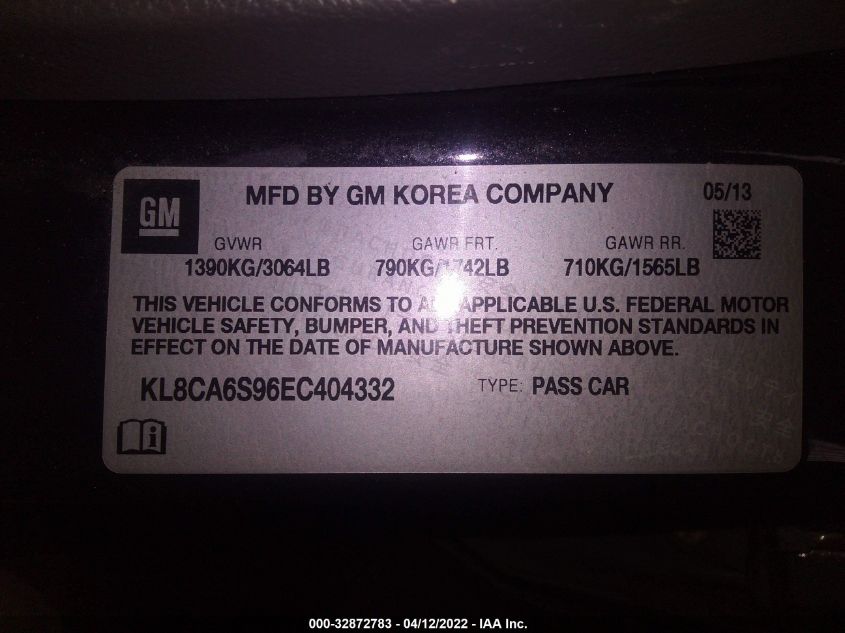 GM
MFD BY GM KOREA COMPANY
05/13
GVWR GAWR FRT. GAWR RR.
1390KG/3064LB 790KG/1742LB 710KG/1565LB
THIS VEHICLE CONFORMS TO APPLICABLE U.S. FEDERAL MOTOR
VEHICLE SAFETY, BUMPER, AND THEFT PREVENTION STANDARDS IN
EFFECT ON THE DATE OF MANUFACTURE SHOWN ABOVE.
KL8CA6S96EC404332 TYPE: PASS CAR
000-32872783 - 04/12/2022 - IAA Inc.